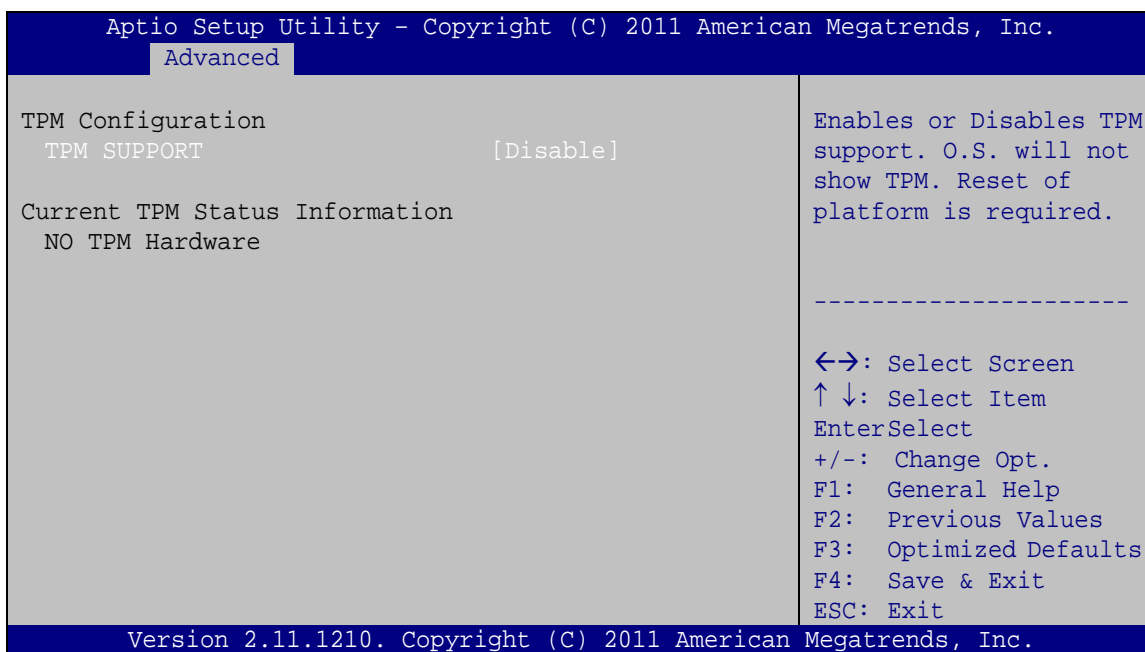 Aptio Setup Utility – Copyright (C) 2011 American Megatrends, Inc.
Advanced
TPM Configuration
TPM SUPPORT [Disable]
Current TPM Status Information
NO TPM Hardware
Enables or Disables TPM
support. O.S. will not
show TPM. Reset of
platform is required.
----------------------
←→: Select Screen
↑ ↓: Select Item
EnterSelect
+/-: Change Opt.
F1: General Help
F2: Previous Values
F3: Optimized Defaults
F4: Save & Exit
ESC: Exit
Version 2.11.1210. Copyright (C) 2011 American Megatrends, Inc.